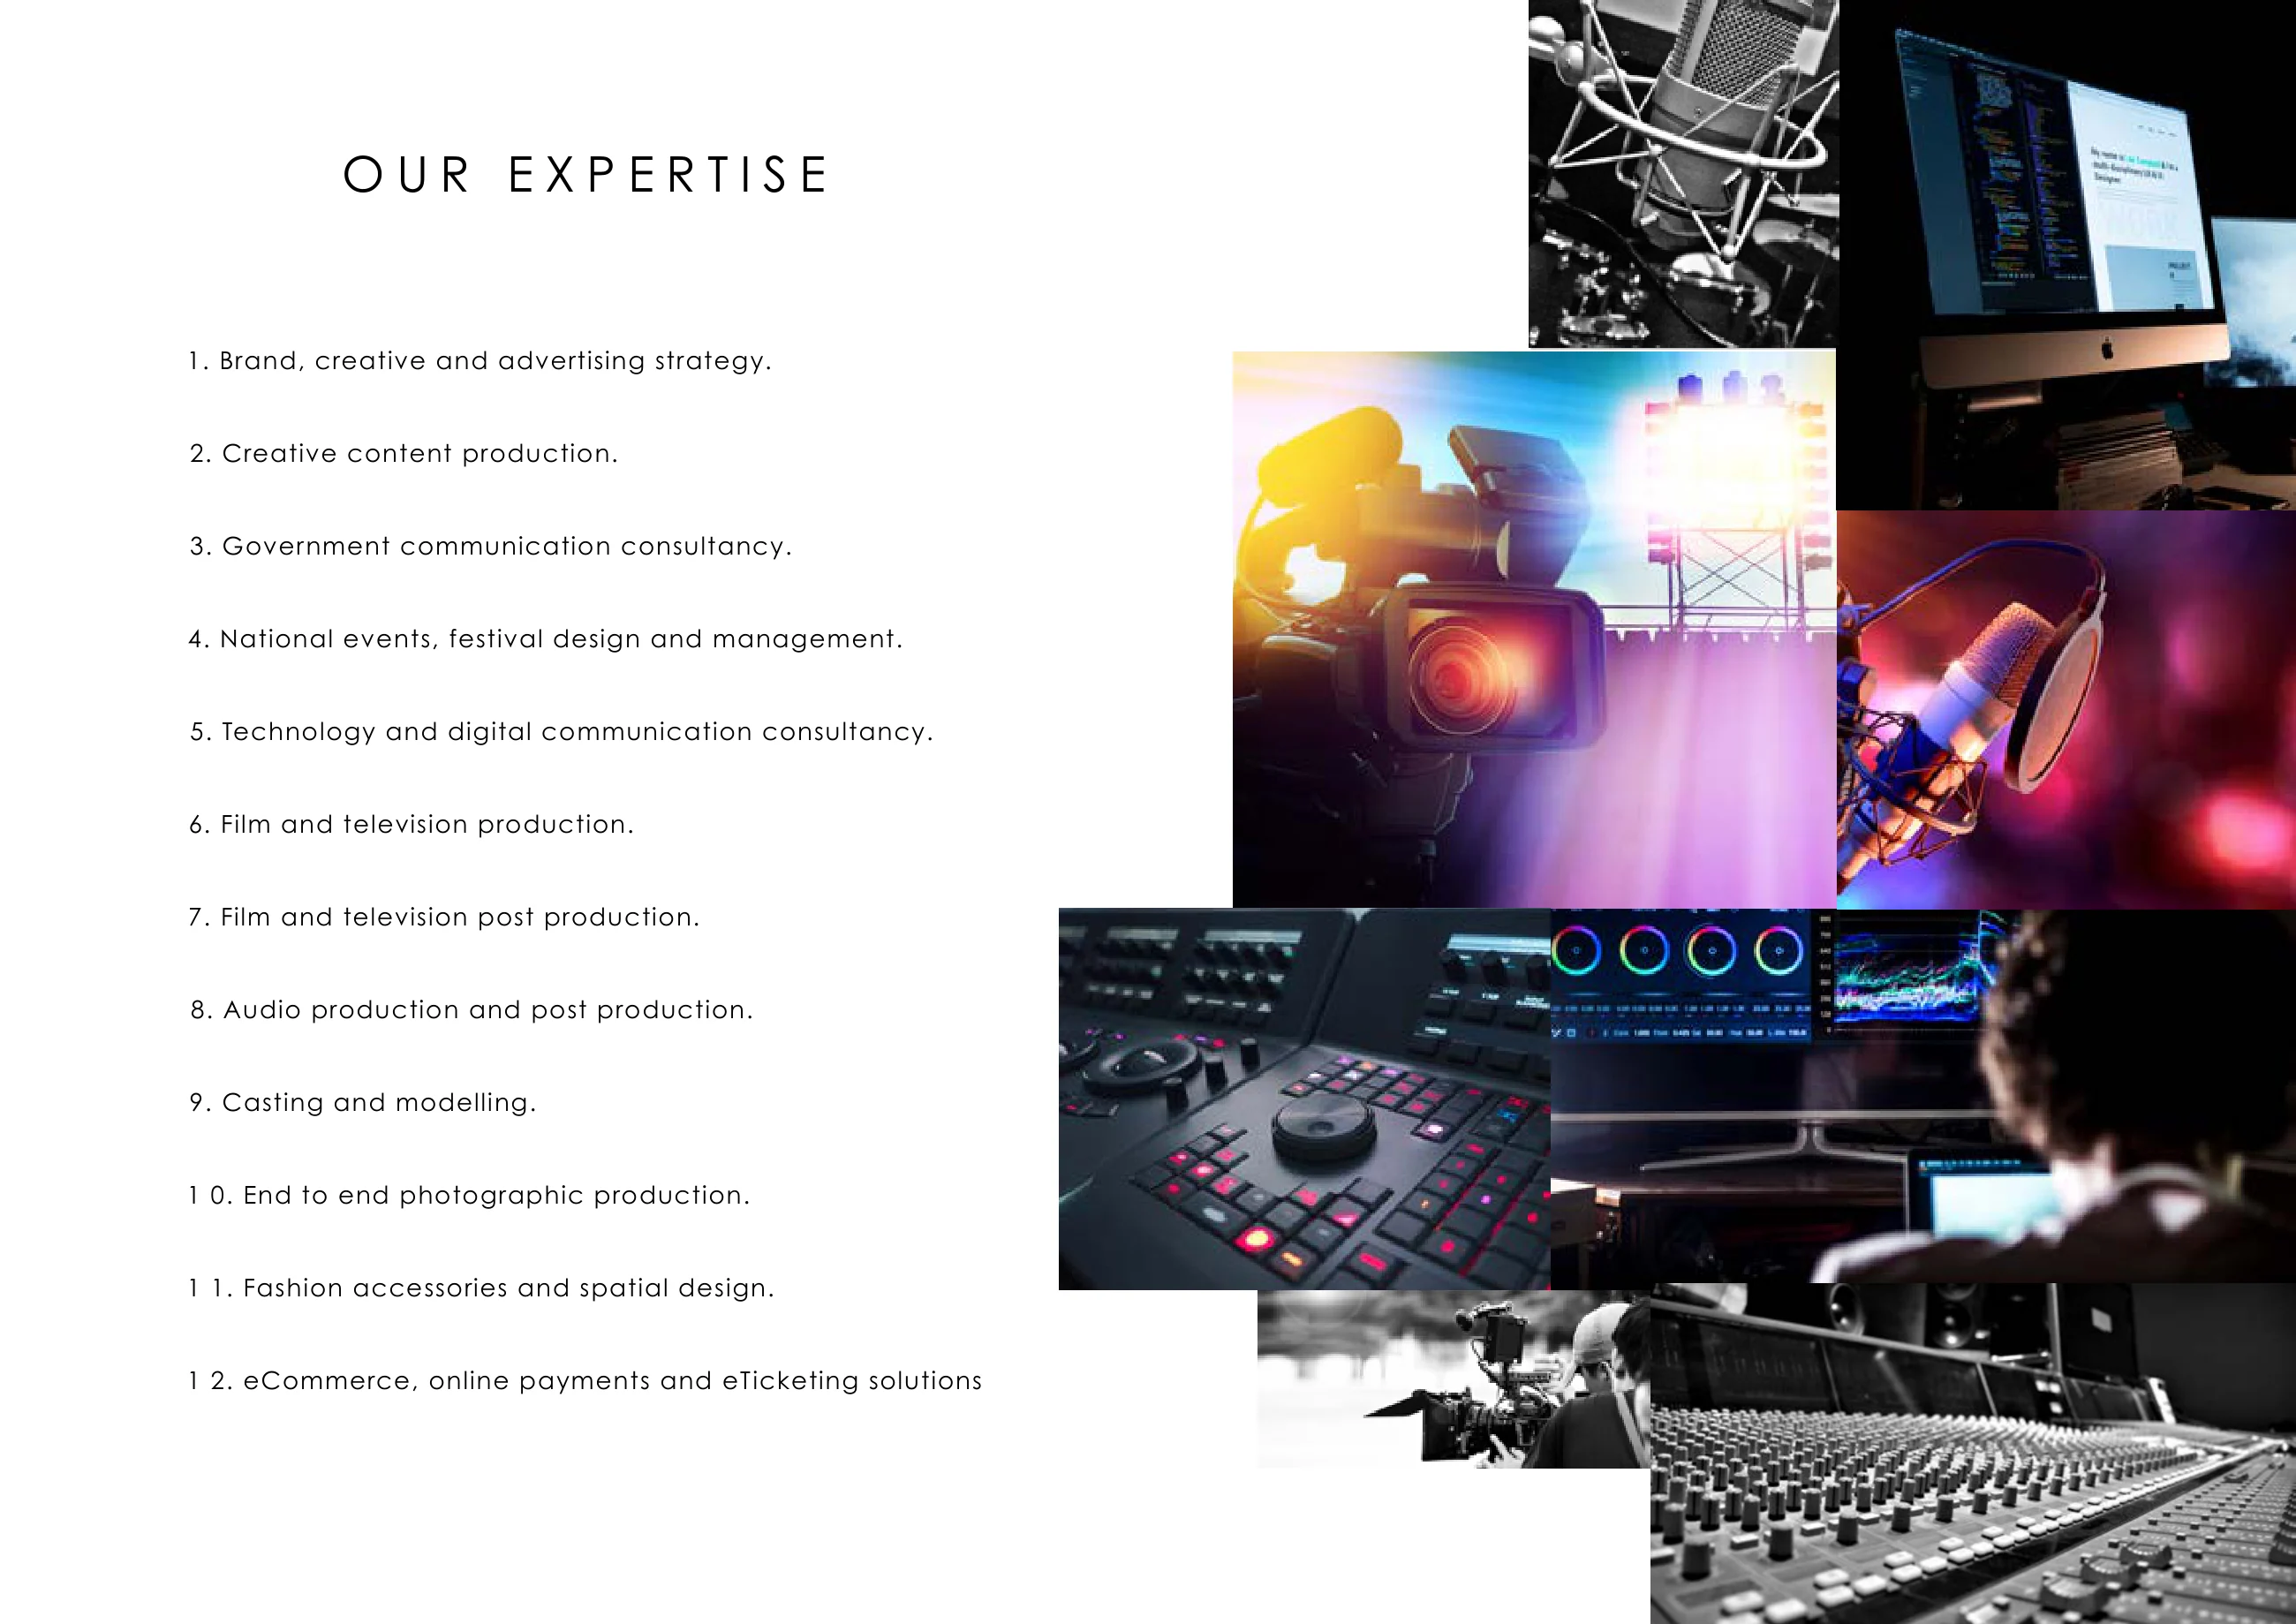 OUR EXPERTISE
1. Brand, creative and advertising strategy.
2. Creative content production.
3. Government communication consultancy.
4. National events, festival design and management.
5. Technology and digital communication consultancy.
6. Film and television production.
7. Film and television post production.
8. Audio production and post production.
9. Casting and modelling.
1 0. End to end photographic production.
1 1. Fashion accessories and spatial design.
1 2. eCommerce, online payments and eTicketing solutions